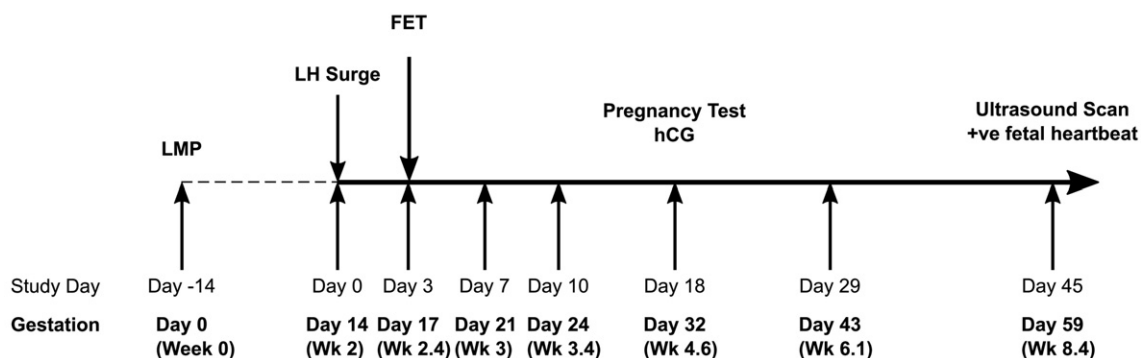 FET
LH Surge
Pregnancy Test
hCG
Ultrasound Scan
+ve fetal heartbeat
LMP
Study Day Day -14 Day 0 Day 3 Day 7 Day 10 Day 18 Day 29 Day 45
Gestation Day 0 Day 14 Day 17 Day 21 Day 24 Day 32 Day 43 Day 59
(Week 0) (Wk 2) (Wk 2.4) (Wk 3) (Wk 3.4) (Wk 4.6) (Wk 6.1) (Wk 8.4)